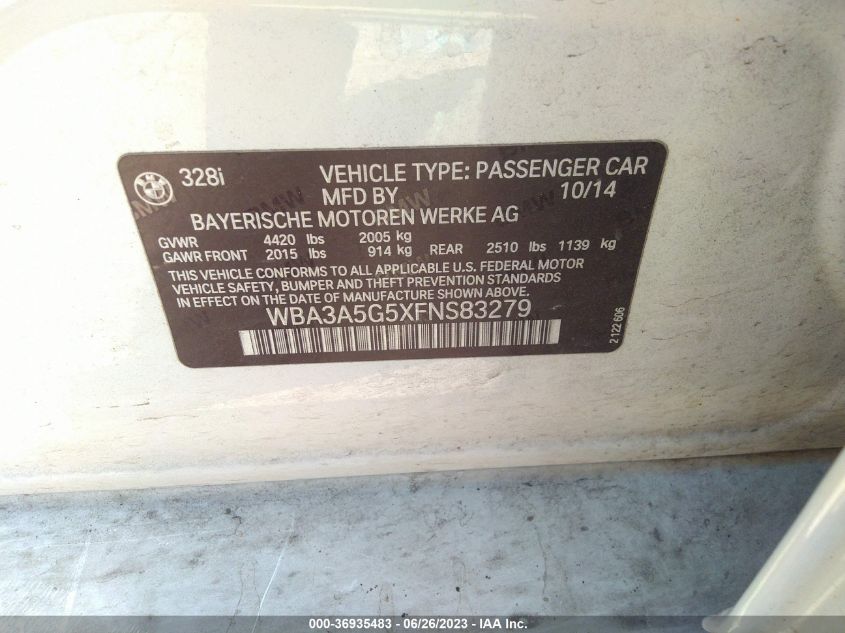 328i VEHICLE TYPE: PASSENGER CAR
MFD BY 10/14
BAYERISCHE MOTOREN WERKE AG
GVWR 4420 lbs 2005 kg
GAWR FRONT 2015 lbs 914 kg REAR 2510 lbs 1139 kg
THIS VEHICLE CONFORMS TO ALL APPLICABLE U.S. FEDERAL MOTOR
VEHICLE SAFETY, BUMPER AND THEFT PREVENTION STANDARDS
IN EFFECT ON THE DATE OF MANUFACTURE SHOWN ABOVE.
WBA3A5G5XFNS83279
2 122 606
000-36935483 - 06/26/2023 - IAA Inc.